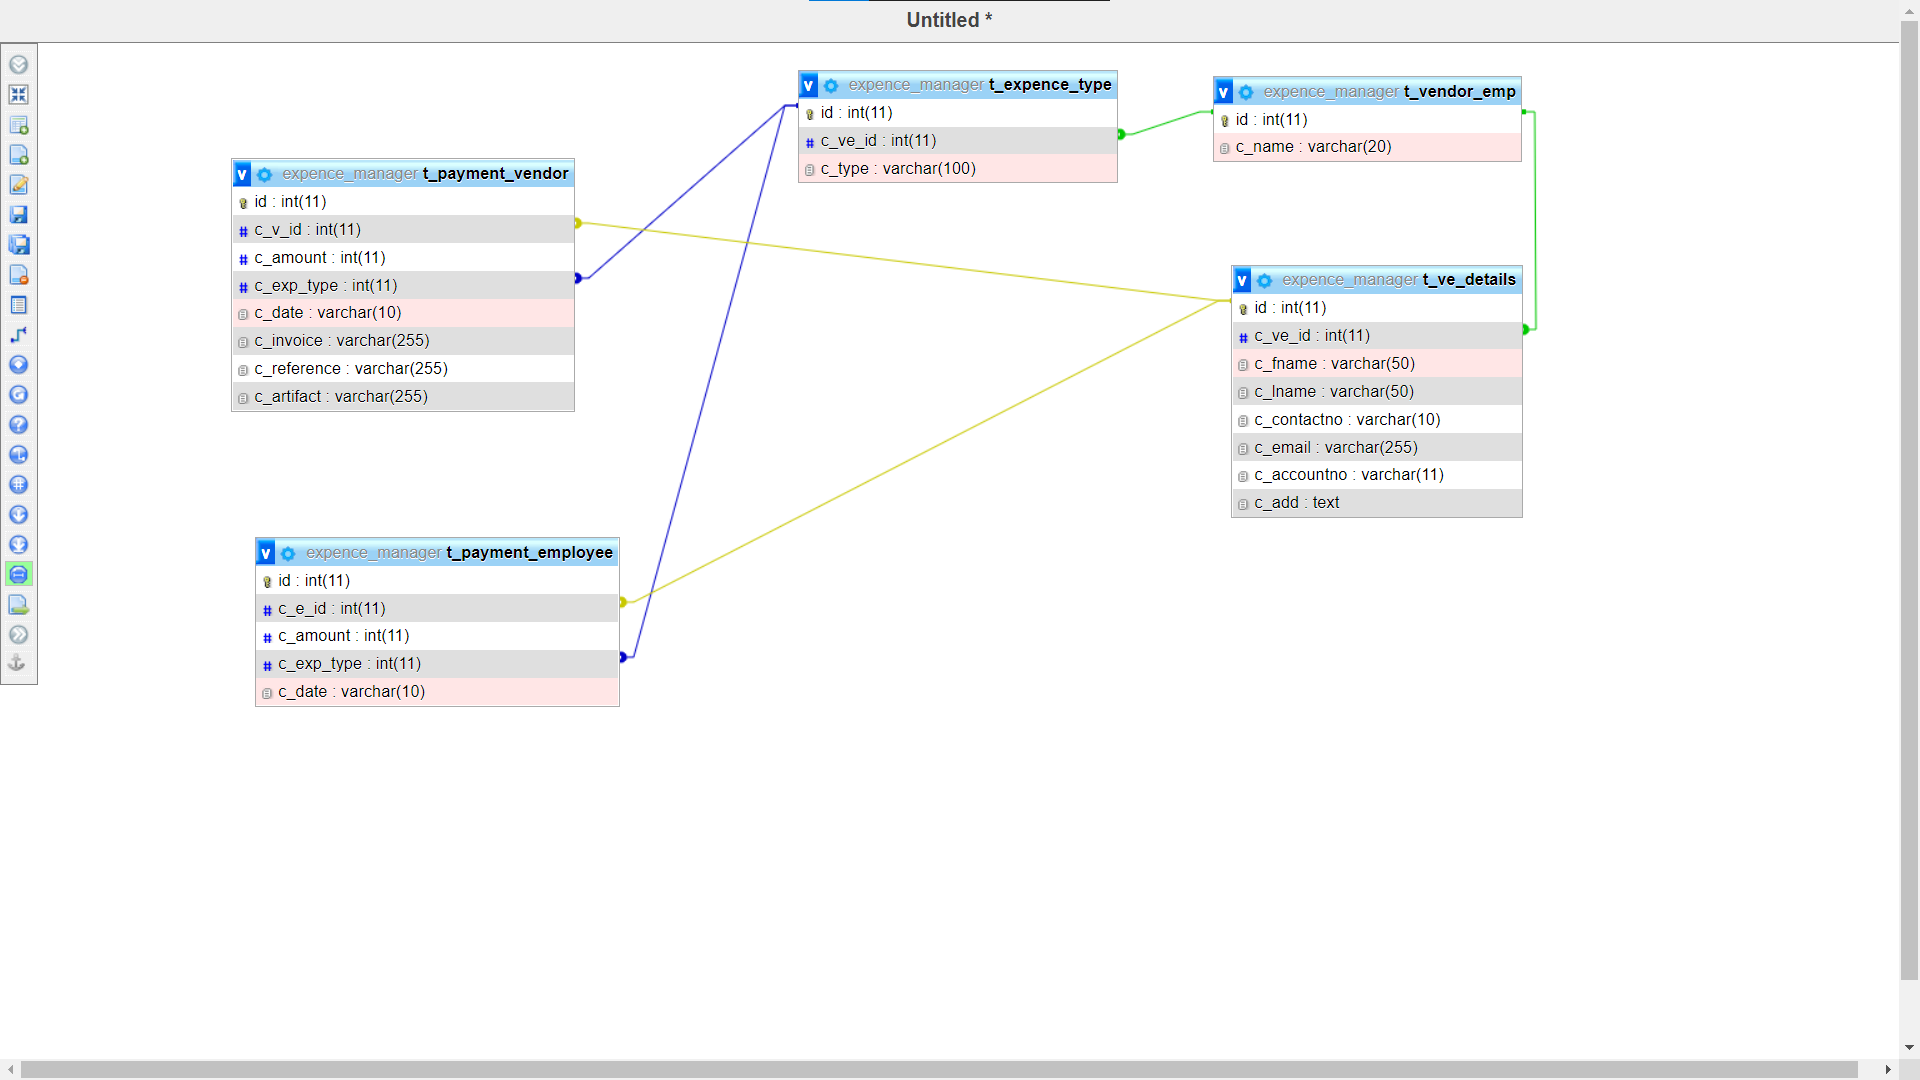 Untitled *
v expence_manager t_expence_type
id : int(11)
# c_ve_id : int(11)
c_type : varchar(100)
v expence_manager t_vendor_emp
id : int(11)
c_name : varchar(20)
v expence_manager t_payment_vendor
id : int(11)
# c_v_id : int(11)
# c_amount : int(11)
# c_exp_type : int(11)
c_date : varchar(10)
c_invoice : varchar(255)
c_reference : varchar(255)
c_artifact : varchar(255)
v expence_manager t_ve_details
id : int(11)
# c_ve_id : int(11)
c_fname : varchar(50)
c_lname : varchar(50)
c_contactno : varchar(10)
c_email : varchar(255)
c_accountno : varchar(11)
c_add : text
v expence_manager t_payment_employee
id : int(11)
# c_e_id : int(11)
# c_amount : int(11)
# c_exp_type : int(11)
c_date : varchar(10)